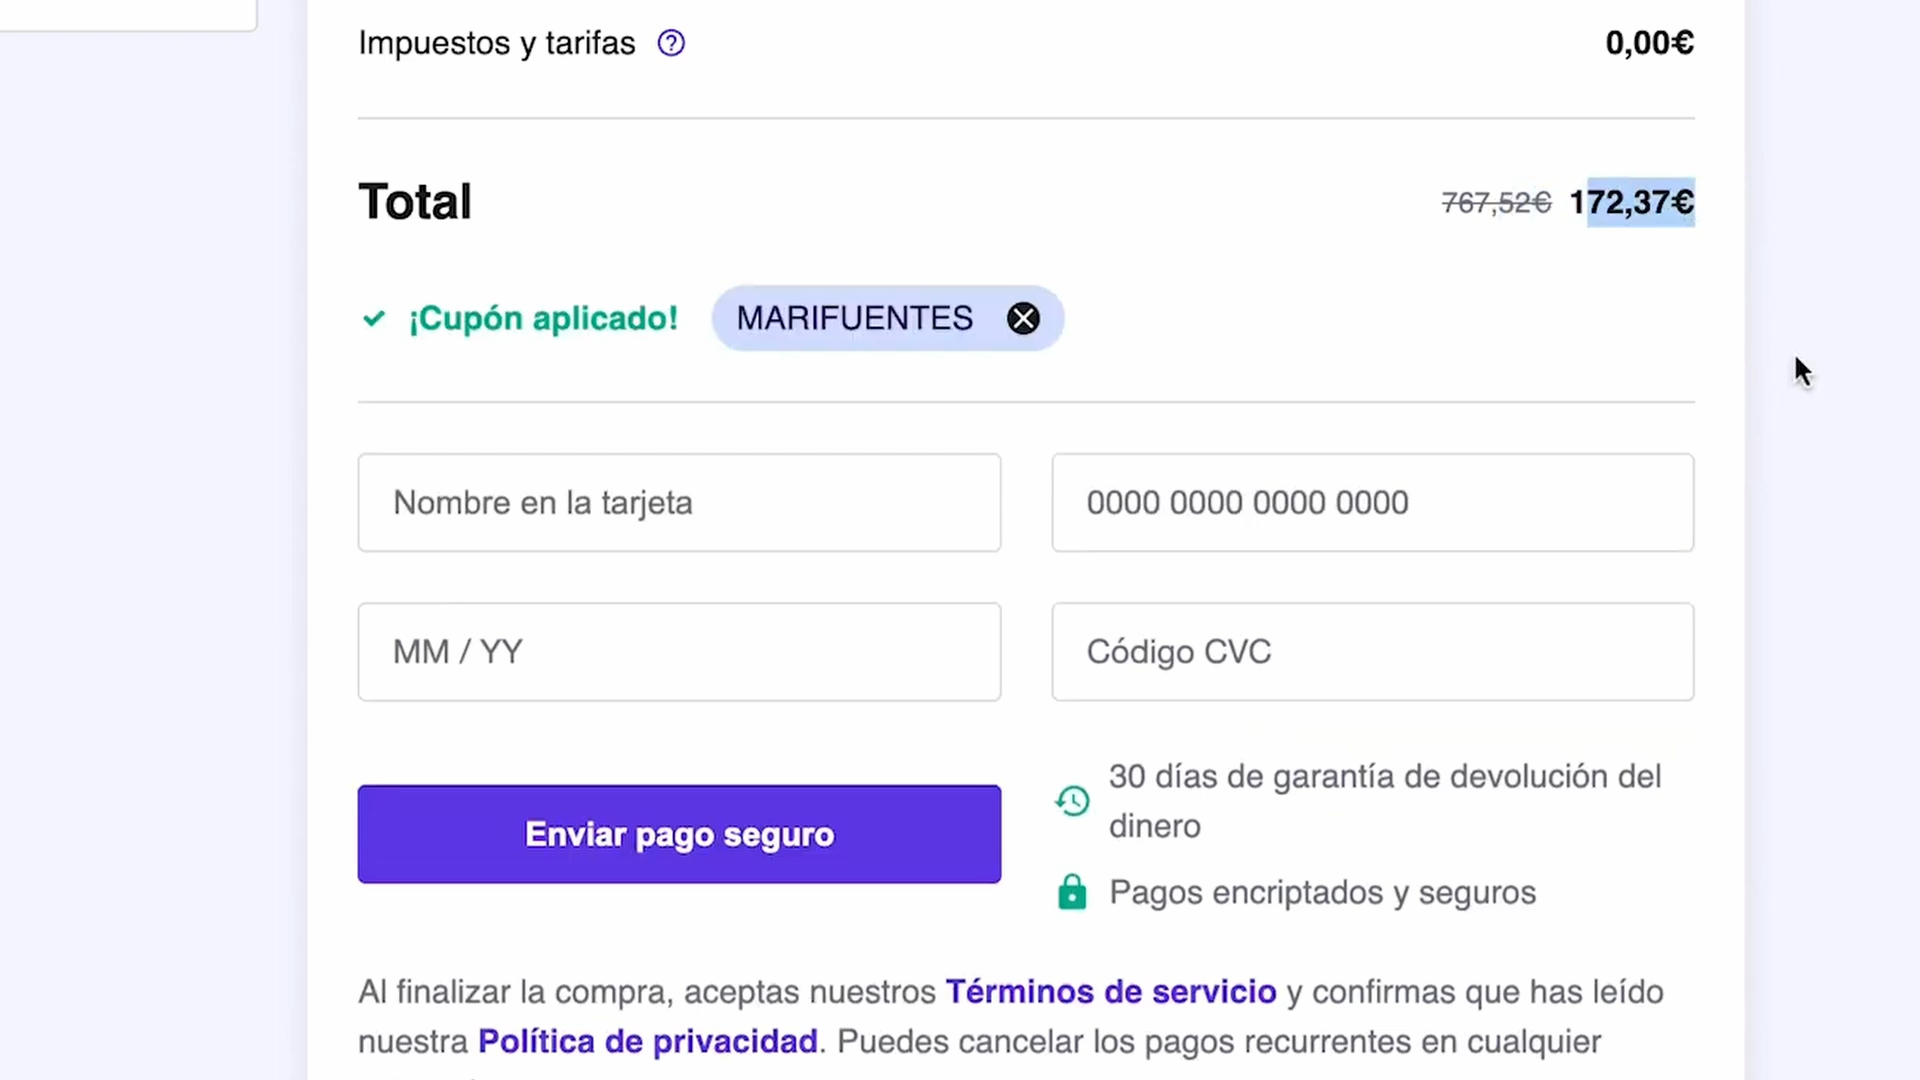 Impuestos y tarifas ? 0,00€
Total 767,52€ 172,37€
¡Cupón aplicado! MARIFUENTES
Nombre en la tarjeta 0000 0000 0000 0000
MM / YY Código CVC
30 días de garantía de devolución del
dinero
Enviar pago seguro
Pagos encriptados y seguros
Al finalizar la compra, aceptas nuestros Términos de servicio y confirmas que has leído
nuestra Política de privacidad. Puedes cancelar los pagos recurrentes en cualquier